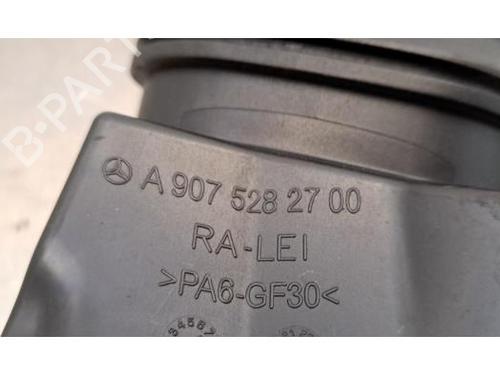 B-PARTS
A 907 528 27 00
RA-LEI
>PA6-GF30<